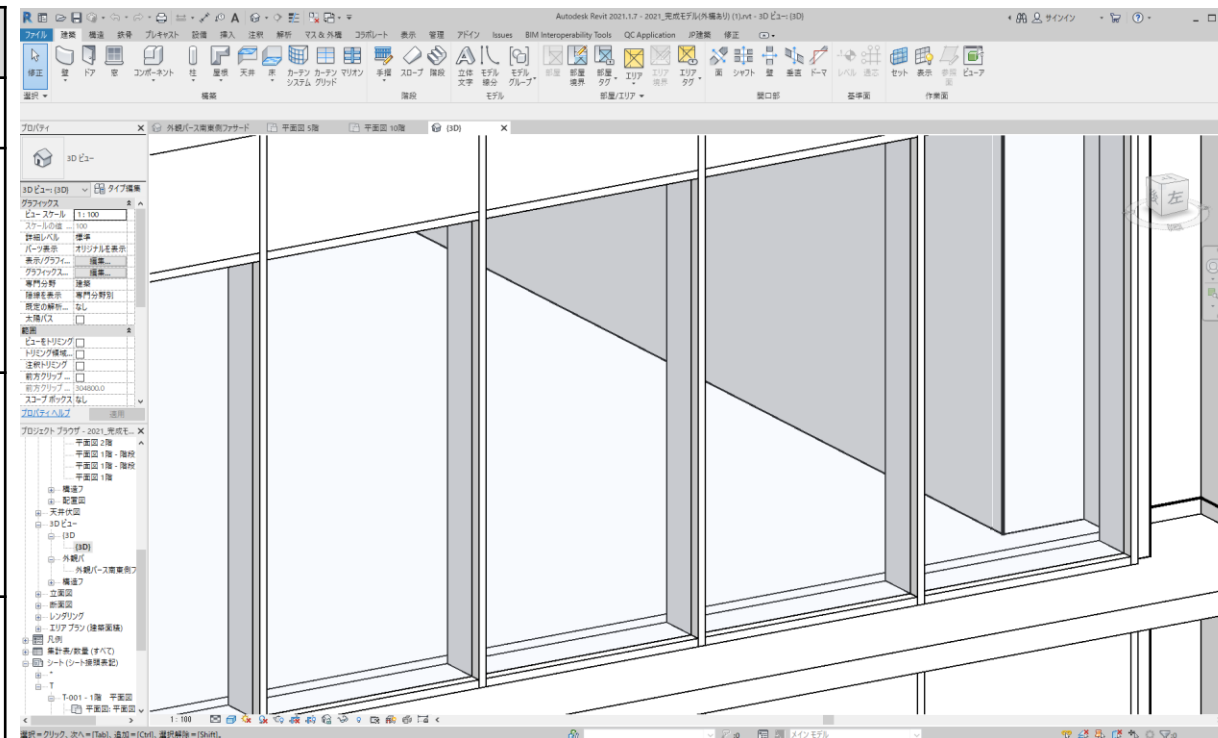 Autodesk Revit 2021.1.7 - 2021_完成モデル(外構あり) (1).rvt - 3D ビュー: {3D}
サインイン
ファイル 建築 構造 鉄骨 プレキャスト 設備 挿入 注釈 解析 マス & 外構 コラボレート 表示 管理 アドイン Issues BIM Interoperability Tools QC Application JP建築 修正
修正 壁 ドア 窓 コンポーネント 柱 屋根 天井 床 カーテン システム カーテン グリッド マリオン 手摺 スロープ 階段 立体 文字 モデル 線分 モデル グループ 部屋 部屋 境界 部屋 タグ エリア エリア 境界 エリア タグ 面 シャフト 壁 垂直 ドーマ レベル 通芯 セット 表示 参照 面 ビューア
選択 構築 階段 モデル 部屋/エリア 開口部 基準面 作業面
プロパティ
外観パース南東側ファサード 平面図 5階 平面図 10階 {3D}
3D ビュー
3D ビュー: {3D} タイプ編集
グラフィックス
ビュー スケール 1 : 100
スケールの値 ... 100
詳細レベル 標準
パーツ表示 オリジナルを表示
表示/グラフィ... 編集...
グラフィックス... 編集...
専門分野 建築
隠線を表示 専門分野別
既定の解析... なし
太陽パス
範囲
ビューをトリミング
トリミング領域...
注釈トリミング
前方クリップ ...
前方クリップ ... 304800.0
スコープ ボックス なし
プロパティ ヘルプ 適用
プロジェクト ブラウザ - 2021_完成モ...
平面図 2階
平面図 1階 - 階段
平面図 1階 - 階段
平面図 1階
構造フ
配置図
天井伏図
3D ビュー
(3D
{3D}
外観パ
外観パース南東側フ
構造フ
立面図
断面図
レンダリング
エリア プラン (建築面積)
凡例
集計表/数量 (すべて)
シート (シート接頭表記)
-
T
T-001 - 1階 平面図
平面図: 平面図
左
1 : 100
選択 = クリック、次へ = [Tab]、追加 = [Ctrl]、選択解除 = [Shift]。
:0
メイン モデル
:0